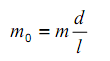 m₀ = m d/l